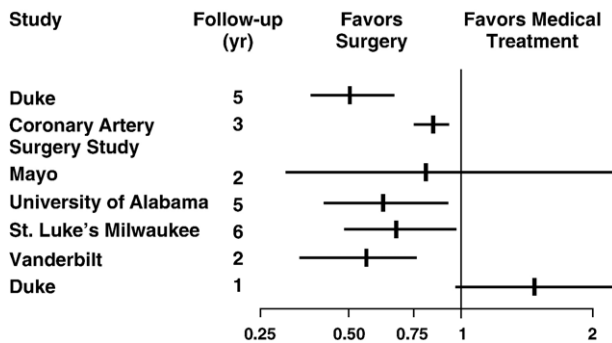 Study Follow-up Favors Favors Medical
(yr) Surgery Treatment
Duke 5
Coronary Artery 3
Surgery Study
Mayo 2
University of Alabama 5
St. Luke's Milwaukee 6
Vanderbilt 2
Duke 1
0.25 0.50 0.75 1 2